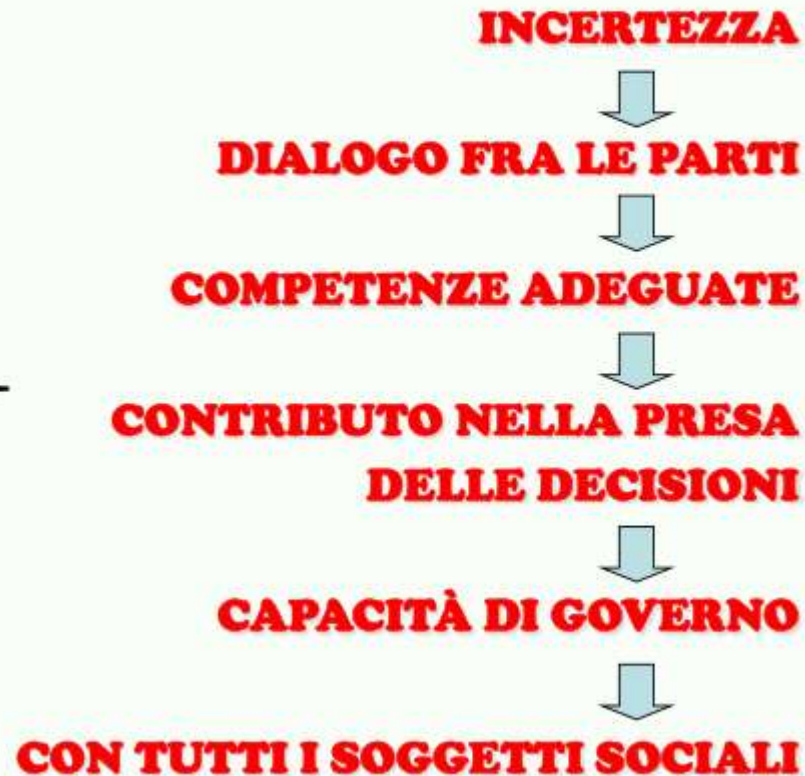 INCERTEZZA
DIALOGO FRA LE PARTI
COMPETENZE ADEGUATE
CONTRIBUTO NELLA PRESA
DELLE DECISIONI
CAPACITÀ DI GOVERNO
CON TUTTI I SOGGETTI SOCIALI